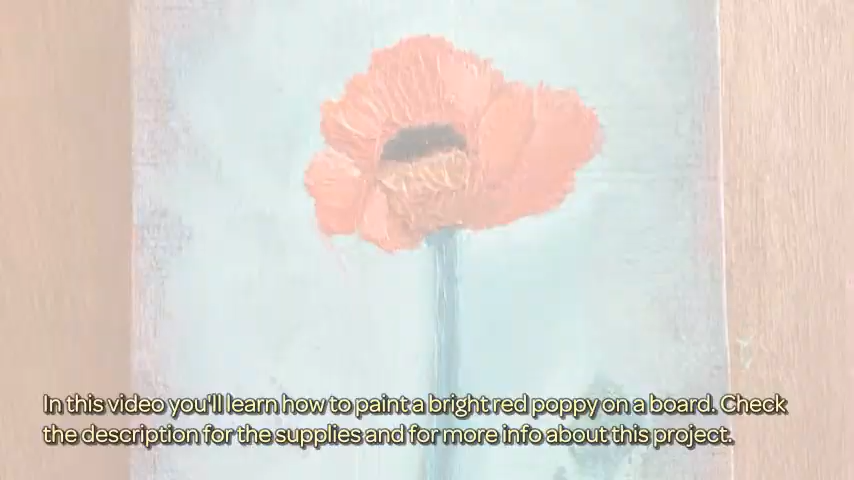 In this video you'll learn how to paint a bright red poppy on a board. Check
the description for the supplies and for more info about this project.